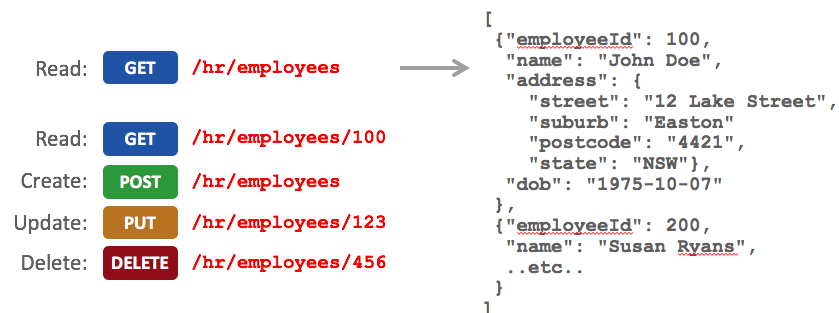 Read: GET /hr/employees
Read: GET /hr/employees/100
Create: POST /hr/employees
Update: PUT /hr/employees/123
Delete: DELETE /hr/employees/456
[
{"employeeId": 100,
"name": "John Doe",
"address": {
"street": "12 Lake Street",
"suburb": "Easton"
"postcode": "4421",
"state": "NSW"},
"dob": "1975-10-07"
},
{"employeeId": 200,
"name": "Susan Ryans",
..etc..
}
]